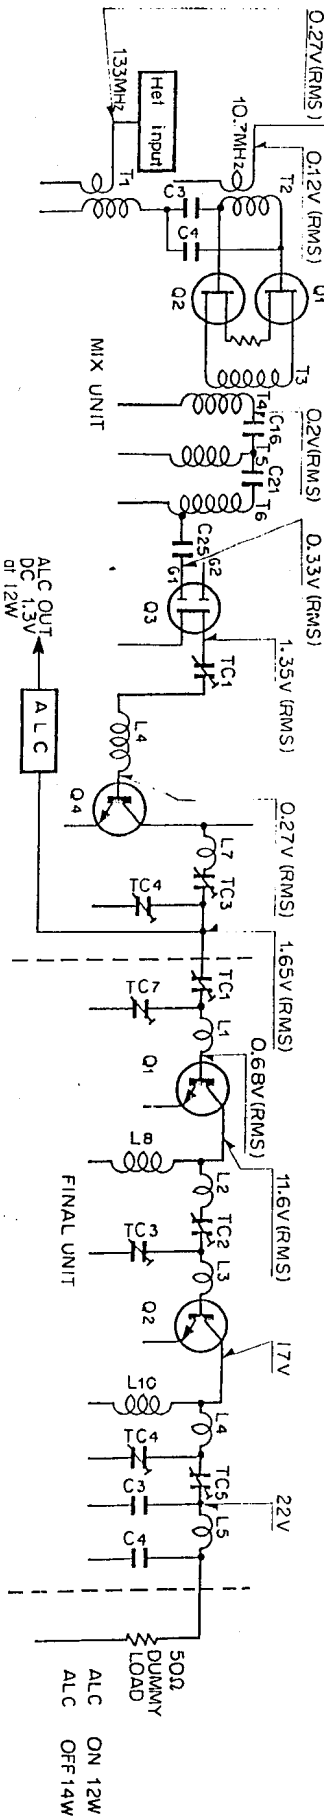 0.27V(RMS)
0.12V (RMS)
133MHz
Het input
10.7MHz
T1
T2
C3
C4
Q1
Q2
T3
MIX UNIT
T4
C16
0.2V(RMS)
T5
C21
T6
C25
G2
G1
Q3
0.33V (RMS)
TC1
1.35V (RMS)
L4
Q4
ALC OUT
DC 1.3V
at 12W
ALC
0.27V (RMS)
L7
TC3
TC4
1.65V (RMS)
TC1
TC7
L1
Q1
0.68V (RMS)
11.6V (RMS)
L8
L2
TC2
TC3
L3
FINAL UNIT
Q2
17V
L10
L4
TC4
TC5
22V
C3
L5
C4
50Ω
DUMMY
LOAD
ALC ON 12W
ALC OFF 14W